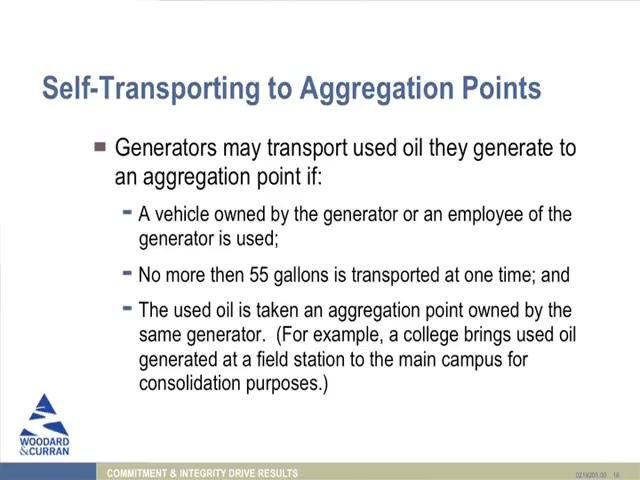 Self-Transporting to Aggregation Points
Generators may transport used oil they generate to
an aggregation point if:
A vehicle owned by the generator or an employee of the
generator is used;
No more then 55 gallons is transported at one time; and
The used oil is taken an aggregation point owned by the
same generator. (For example, a college brings used oil
generated at a field station to the main campus for
consolidation purposes.)
WOODARD
&CURRAN
COMMITMENT & INTEGRITY DRIVE RESULTS